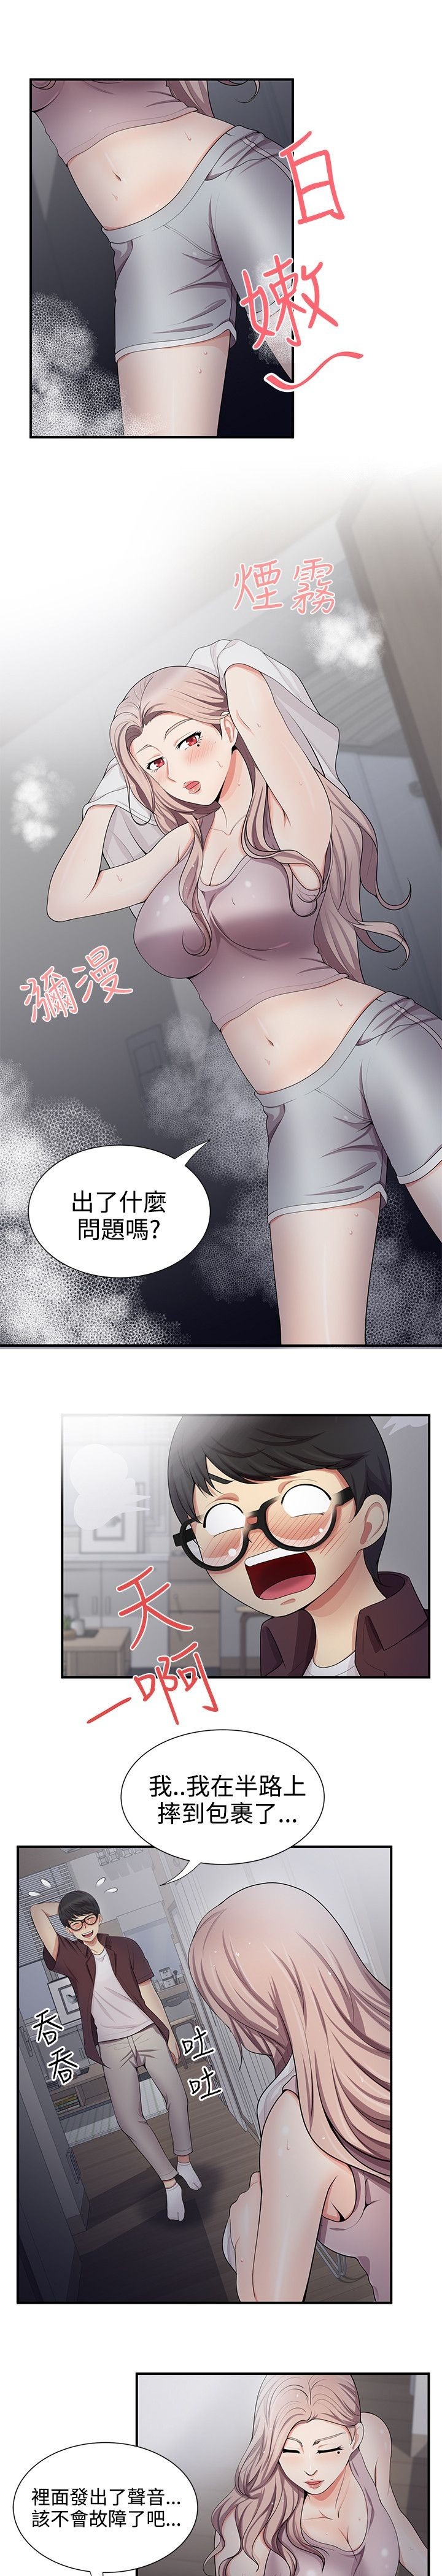 白
嫩
煙霧
瀰漫
出了什麼
問題嗎?
天
一啊
我..我在半路上
摔到包裹了...
吞
吞
吐
吐
裡面發出了聲音...
該不會故障了吧...